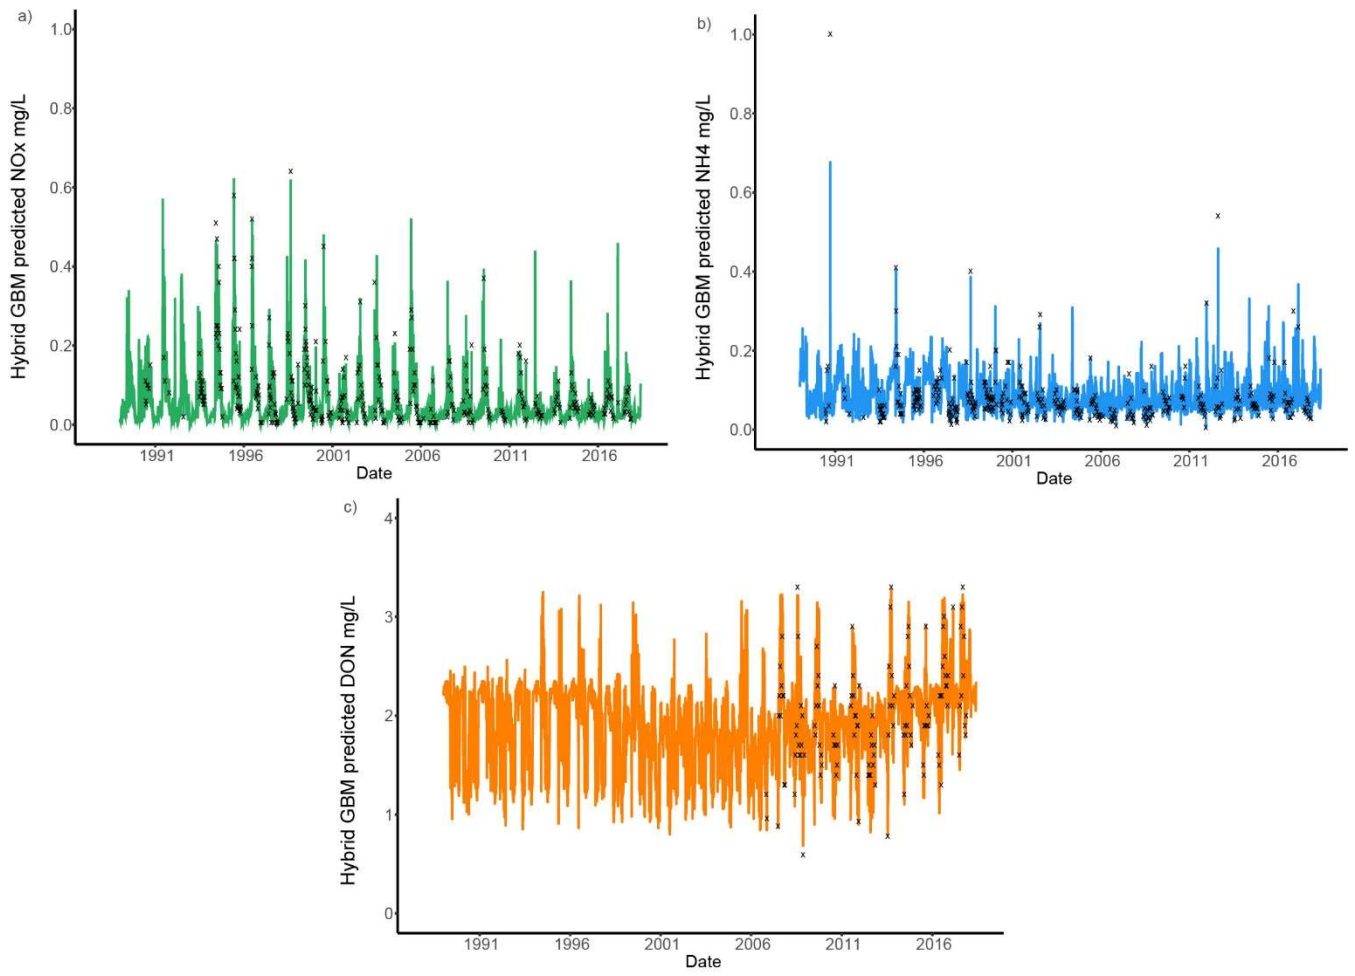 a)
1.0
0.8
0.6
0.4
0.2
0.0
Hybrid GBM predicted NOx mg/L
1991 1996 2001 2006 2011 2016
Date
b)
1.0
0.8
0.6
0.4
0.2
0.0
Hybrid GBM predicted NH4 mg/L
1991 1996 2001 2006 2011 2016
Date
c)
4
3
2
1
0
Hybrid GBM predicted DON mg/L
1991 1996 2001 2006 2011 2016
Date